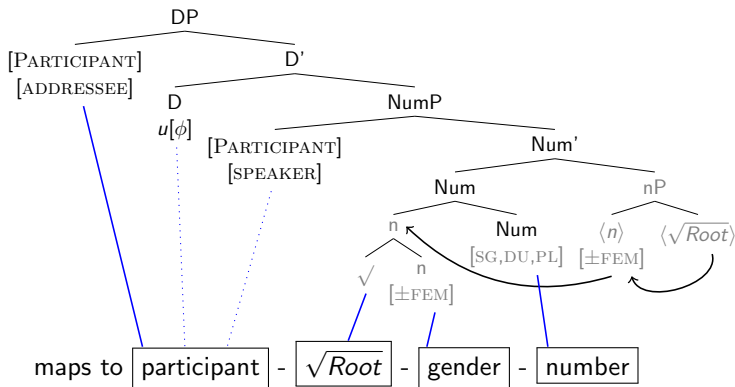 DP
[PARTICIPANT] D'
[ADDRESSEE] D NumP
u[ϕ] [PARTICIPANT] Num'
[SPEAKER] Num nP
n Num ⟨n⟩ ⟨√Root⟩
√ n [SG,DU,PL] [±FEM]
[±FEM]
maps to participant - √Root - gender - number